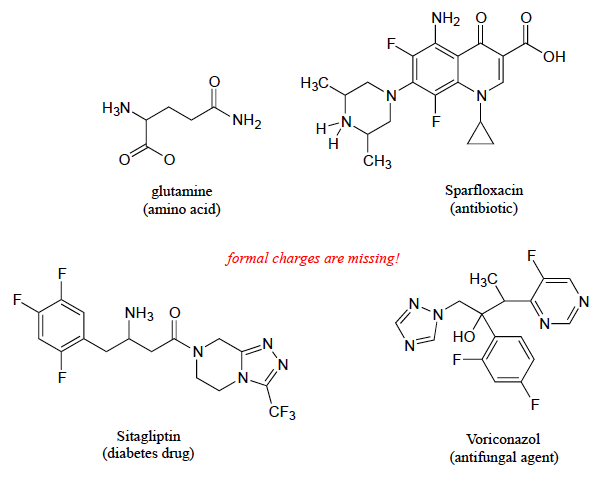 NH2 O O
F
OH
H3C
N
N
F
N
H
H
CH3
O
H3N
NH2
O O
glutamine
(amino acid)
Sparfloxacin
(antibiotic)
formal charges are missing!
F
F
NH3 O
N
N
N
N
F
CF3
Sitagliptin
(diabetes drug)
F
H3C
N
N
N
N
N
HO
F
F
Voriconazol
(antifungal agent)